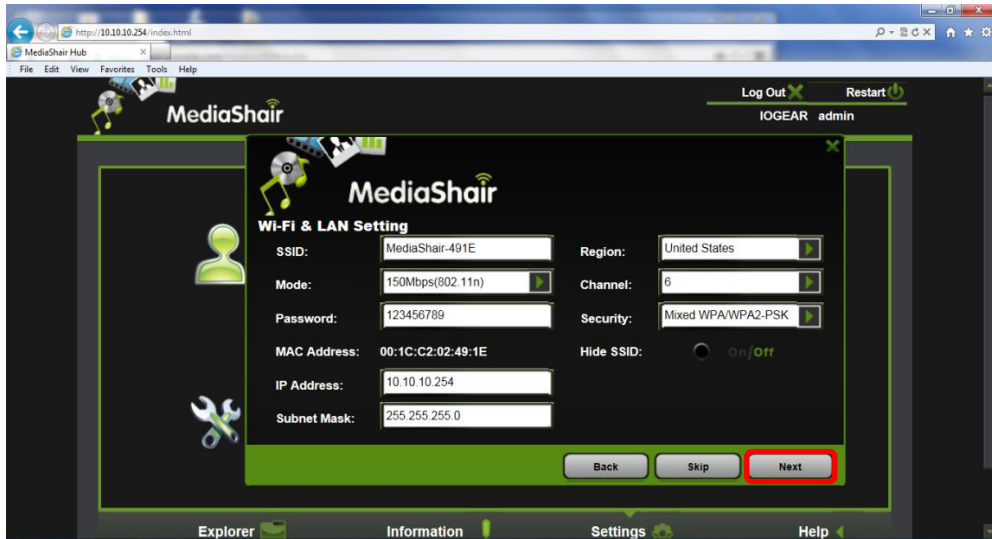 http://10.10.10.254/index.html
MediaShair Hub
File Edit View Favorites Tools Help
Log Out Restart
MediaShair
IOGEAR admin
MediaShair
Wi-Fi & LAN Setting
SSID: MediaShair-491E Region: United States
Mode: 150Mbps(802.11n) Channel: 6
Password: 123456789 Security: Mixed WPA/WPA2-PSK
MAC Address: 00:1C:C2:02:49:1E Hide SSID: On/Off
IP Address: 10.10.10.254
Subnet Mask: 255.255.255.0
Back Skip Next
Explorer Information Settings Help